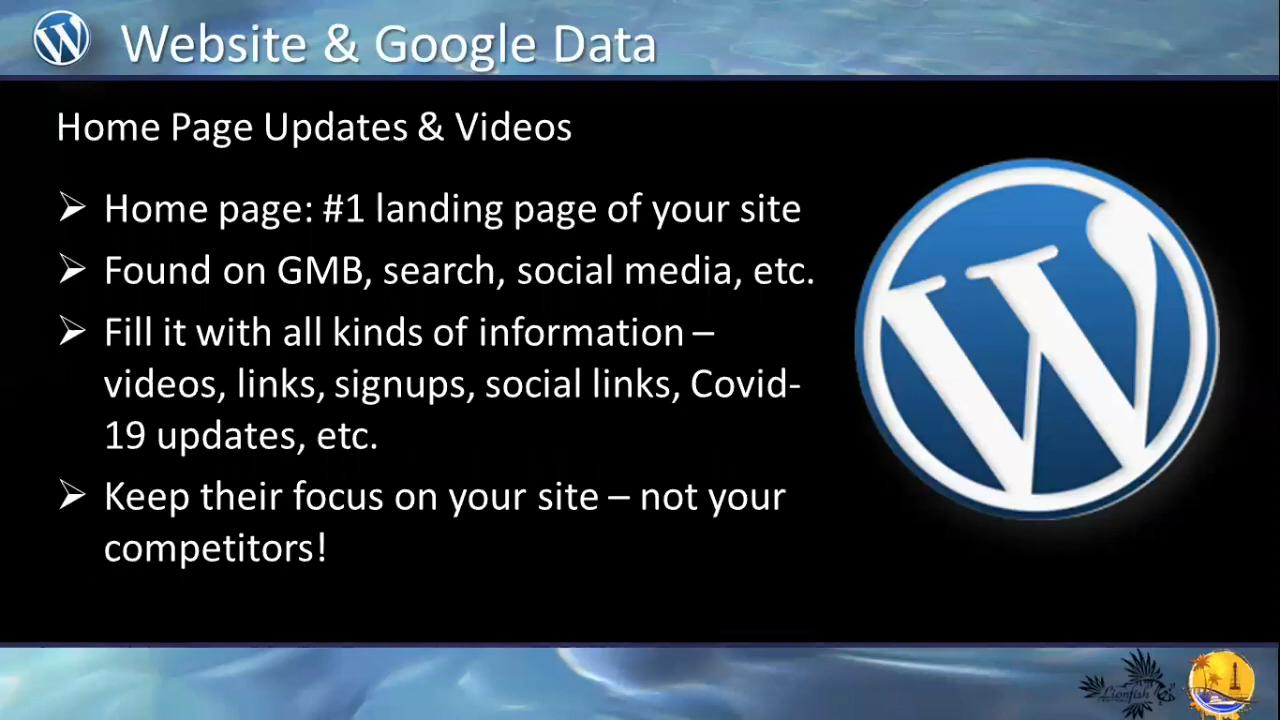 Website & Google Data
Home Page Updates & Videos
➢ Home page: #1 landing page of your site
➢ Found on GMB, search, social media, etc.
➢ Fill it with all kinds of information –
videos, links, signups, social links, Covid-
19 updates, etc.
➢ Keep their focus on your site – not your
competitors!
Lionfish